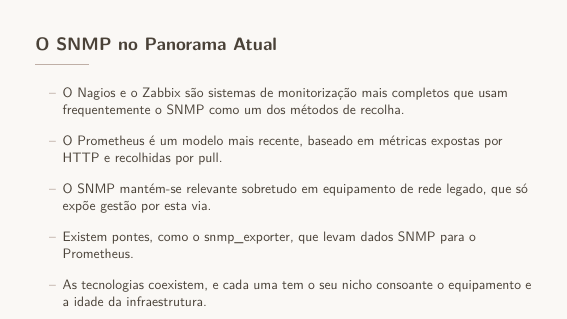 O SNMP no Panorama Atual
– O Nagios e o Zabbix são sistemas de monitorização mais completos que usam
frequentemente o SNMP como um dos métodos de recolha.
– O Prometheus é um modelo mais recente, baseado em métricas expostas por
HTTP e recolhidas por pull.
– O SNMP mantém-se relevante sobretudo em equipamento de rede legado, que só
expõe gestão por esta via.
– Existem pontes, como o snmp_exporter, que levam dados SNMP para o
Prometheus.
– As tecnologias coexistem, e cada uma tem o seu nicho consoante o equipamento e
a idade da infraestrutura.